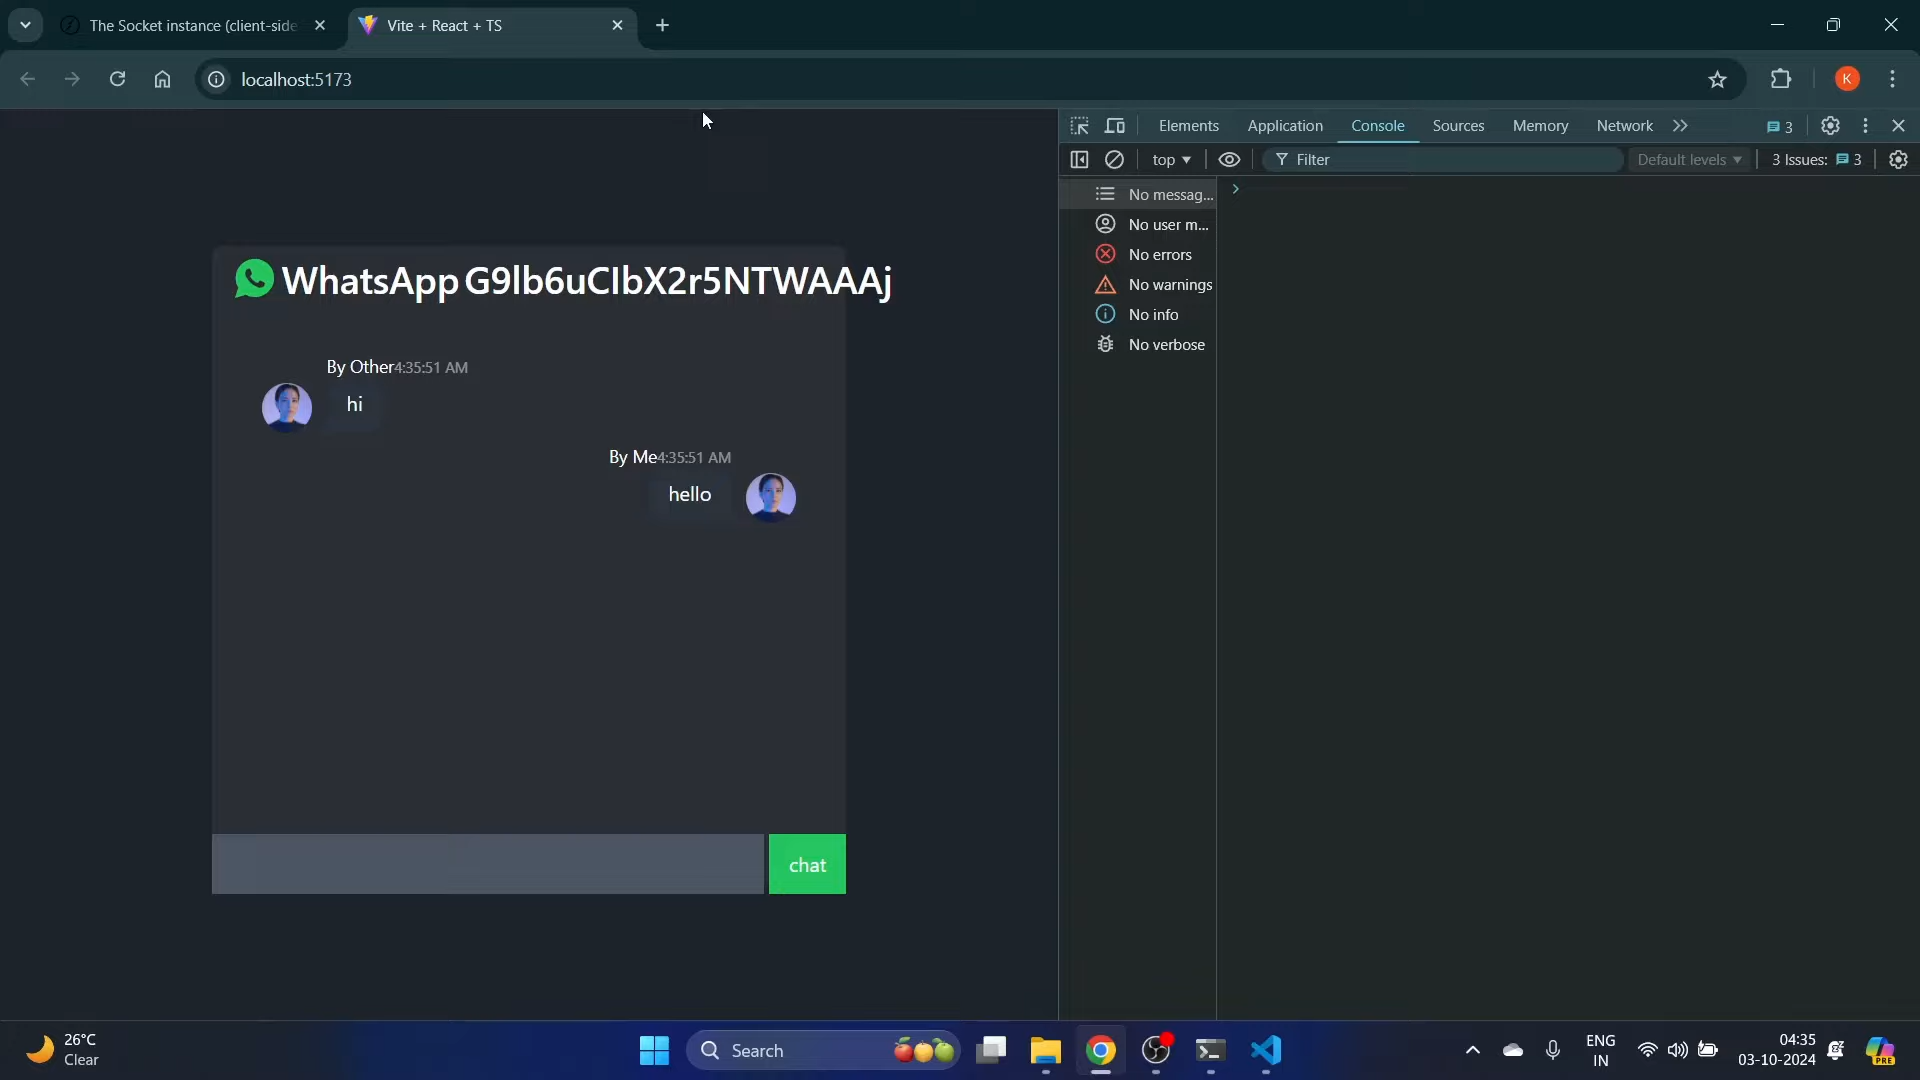 The Socket instance (client-side
Vite + React + TS
localhost:5173
Elements Application Console Sources Memory Network 3
top Filter Default levels 3 Issues: 3
No messag...
No user m...
No errors
No warnings
No info
No verbose
WhatsApp G9lb6uCIbX2r5NTWAAAj
By Other4:35:51 AM
hi
By Me4:35:51 AM
hello
chat
26°C
Clear
Search
ENG
IN
04:35
03-10-2024
K
PRE